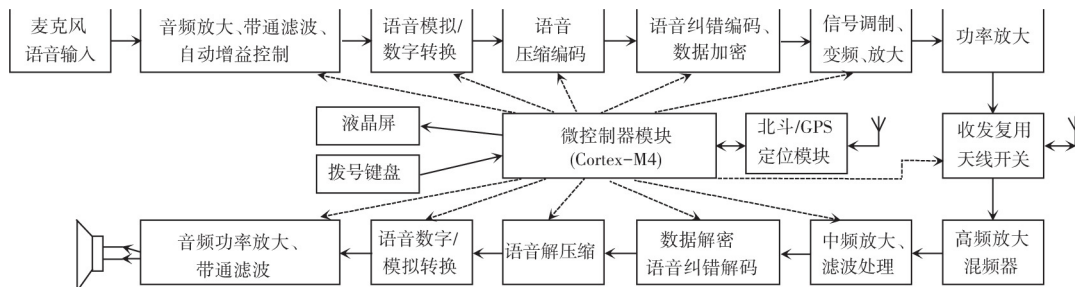 麦克风
语音输入
音频放大、带通滤波、
自动增益控制
语音模拟/
数字转换
语音
压缩编码
语音纠错编码、
数据加密
信号调制、
变频、放大
功率放大
液晶屏
拨号键盘
微控制器模块
(Cortex-M4)
北斗/GPS
定位模块
收发复用
天线开关
音频功率放大、
带通滤波
语音数字/
模拟转换
语音解压缩
数据解密
语音纠错解码
中频放大、
滤波处理
高频放大
混频器